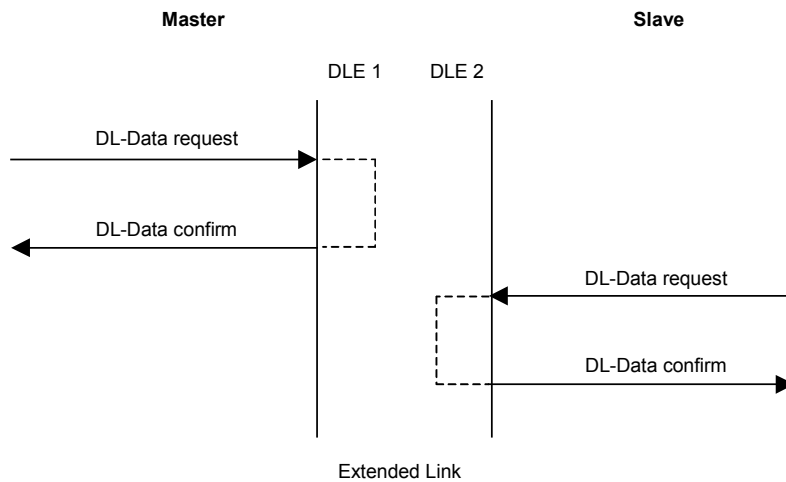 Master
Slave
DLE 1
DLE 2
DL-Data request
DL-Data confirm
DL-Data request
DL-Data confirm
Extended Link